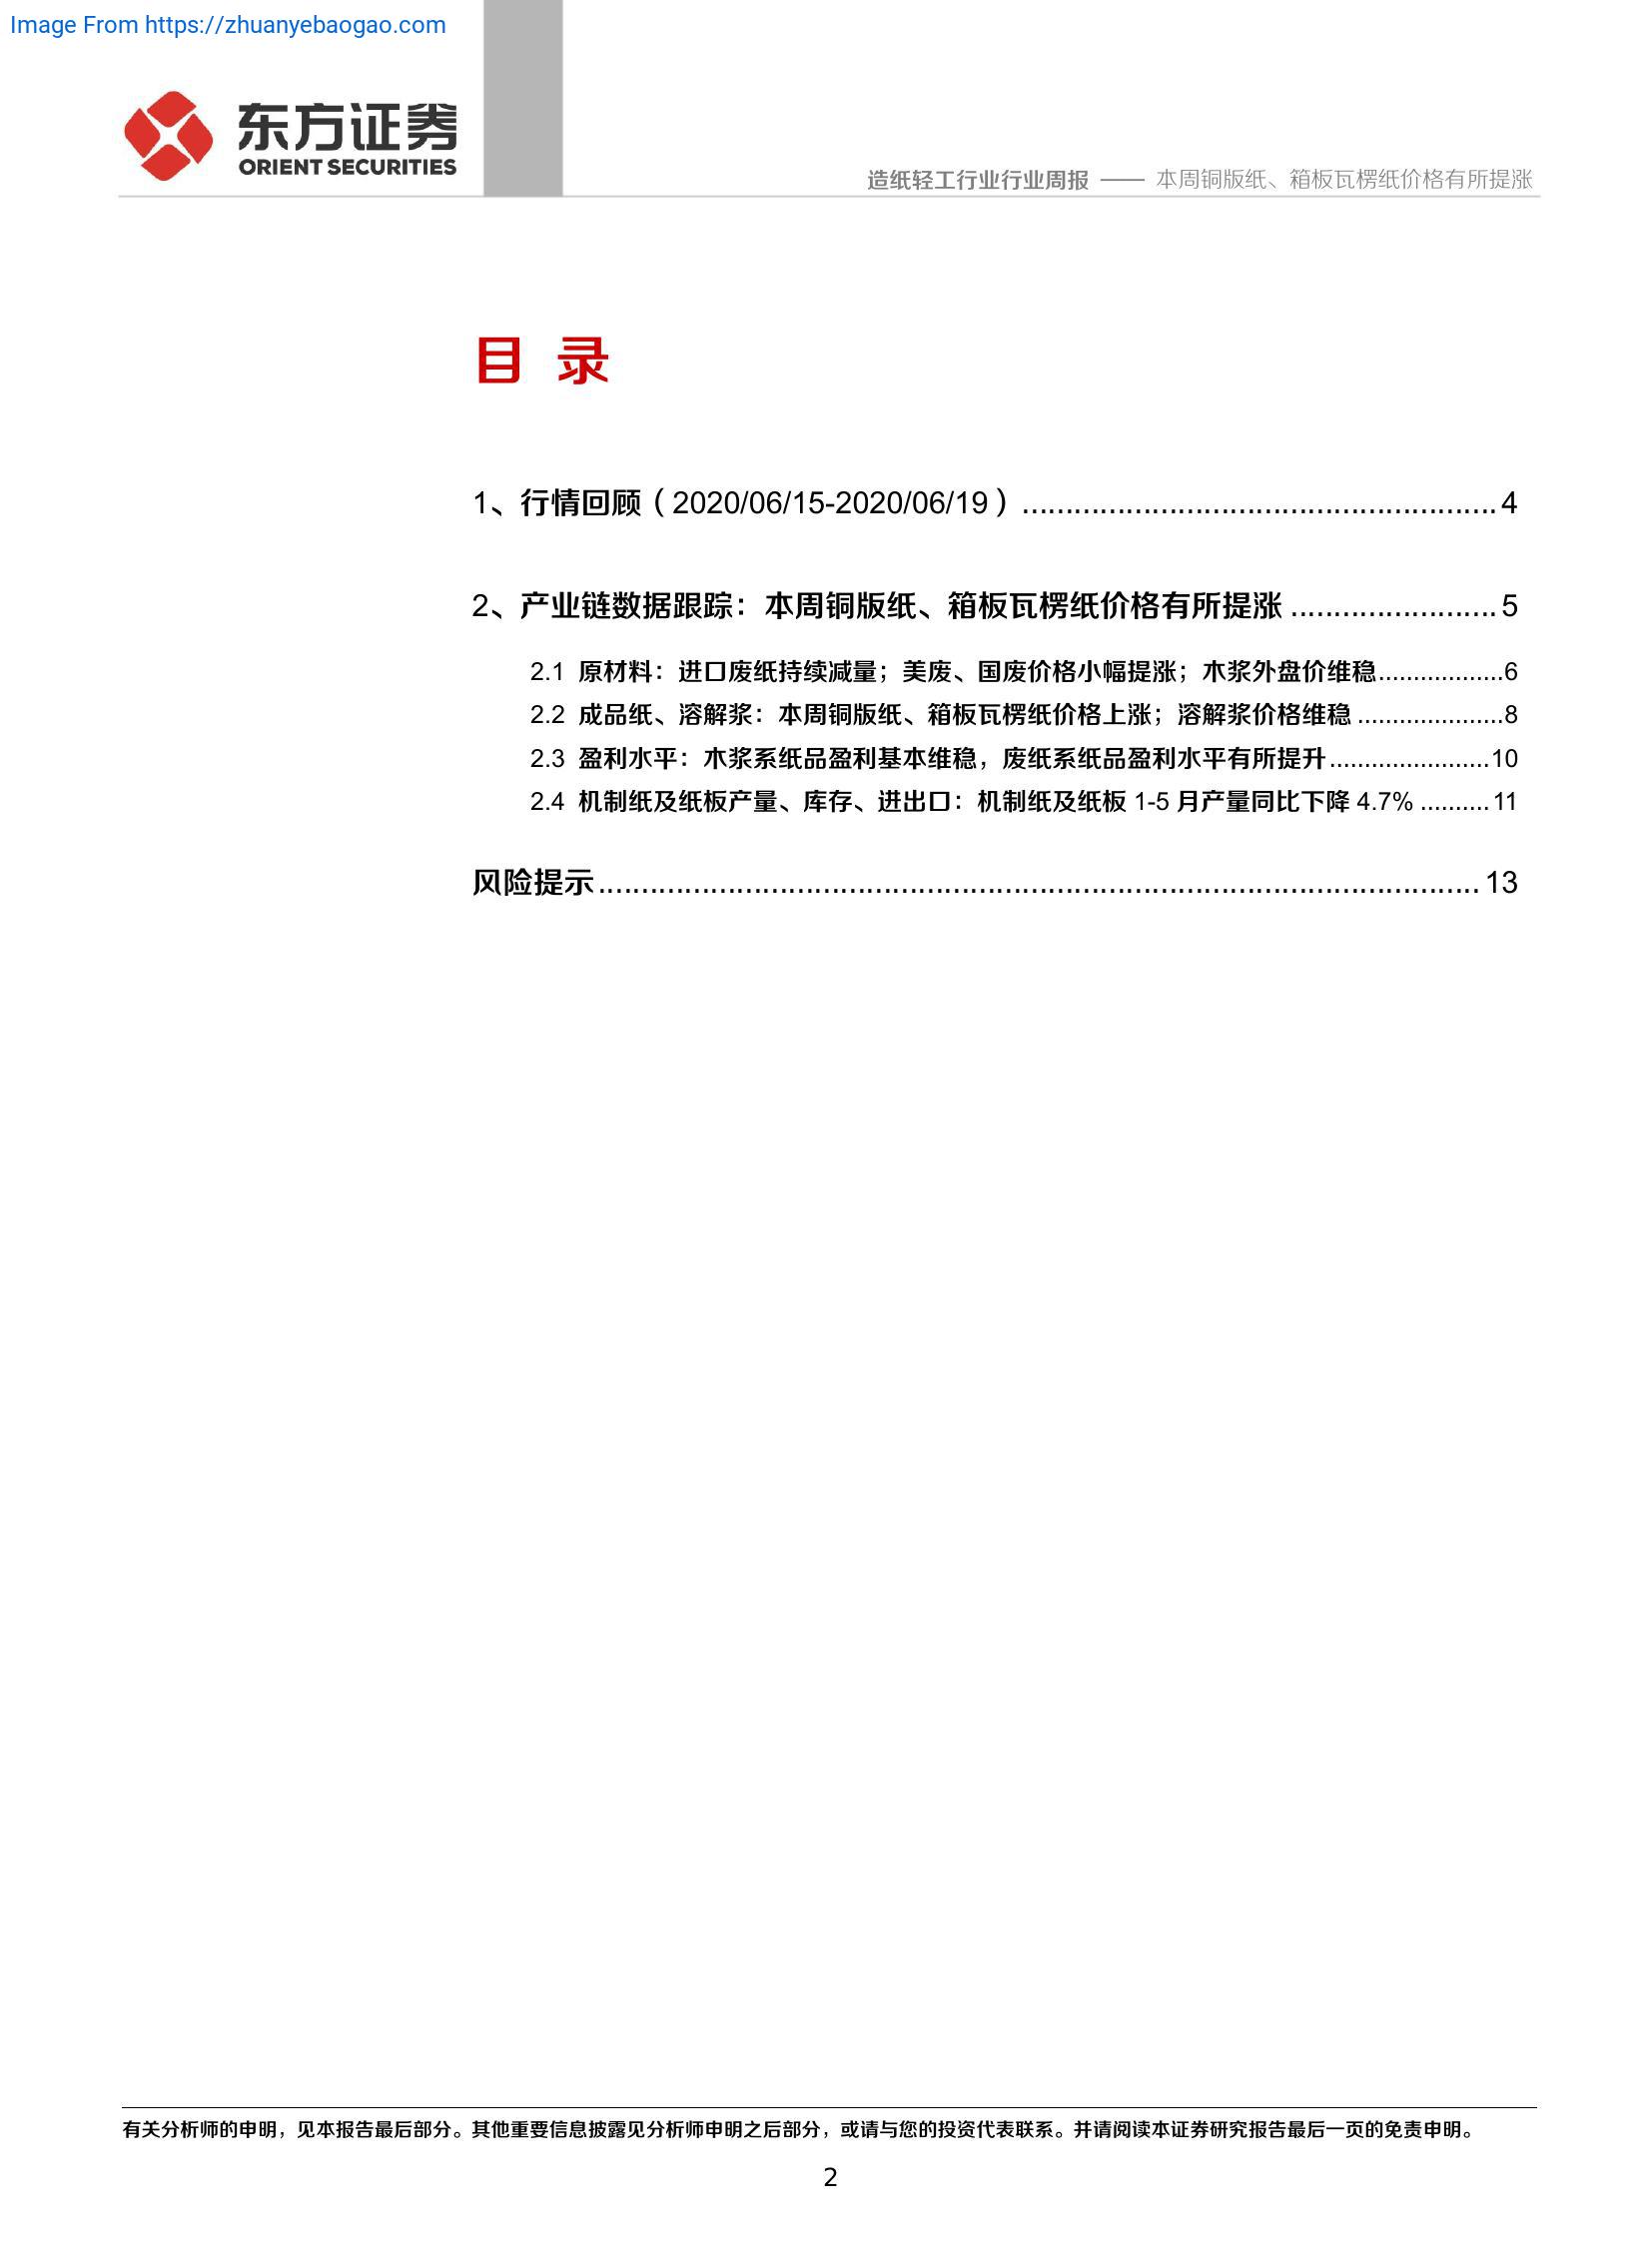 Image From https://zhuanyebaogao.com
东方证券
ORIENT SECURITIES
造纸轻工行业行业周报 —— 本周铜版纸、箱板瓦楞纸价格有所提涨
目 录
1、行情回顾（2020/06/15-2020/06/19）......................................................4
2、产业链数据跟踪：本周铜版纸、箱板瓦楞纸价格有所提涨........................5
2.1 原材料：进口废纸持续减量；美废、国废价格小幅提涨；木浆外盘价维稳..................6
2.2 成品纸、溶解浆：本周铜版纸、箱板瓦楞纸价格上涨；溶解浆价格维稳.....................8
2.3 盈利水平：木浆系纸品盈利基本维稳，废纸系纸品盈利水平有所提升.......................10
2.4 机制纸及纸板产量、库存、进出口：机制纸及纸板 1-5 月产量同比下降 4.7%..........11
风险提示.....................................................................................................13
有关分析师的申明，见本报告最后部分。其他重要信息披露见分析师申明之后部分，或请与您的投资代表联系。并请阅读本证券研究报告最后一页的免责申明。
2